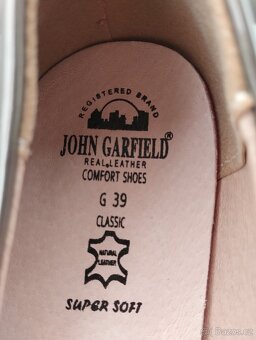 REGISTERED BRAND
JOHN GARFIELD®
REAL LEATHER
COMFORT SHOES
G 39
CLASSIC
NATURAL
LEATHER
SUPER SOFT